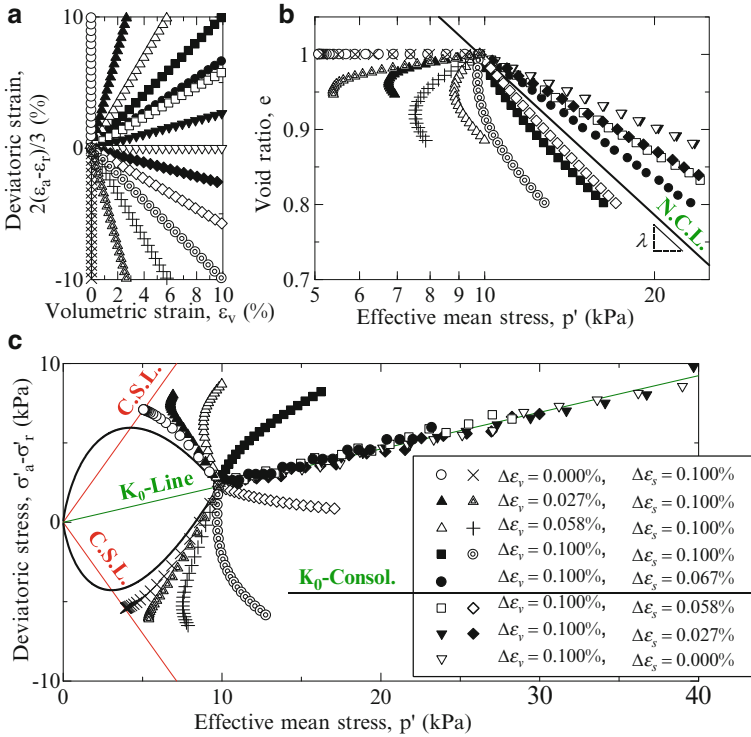 a
10
0
-10
Deviatoric strain,
2(εa-εr)/3 (%)
0 2 4 6 8 10
Volumetric strain, εv (%)
b
1
0.9
0.8
0.7
Void ratio, e
N.C.L.
λ
5 6 7 8 9 10 20
Effective mean stress, p' (kPa)
c
10
0
-10
Deviatoric stress, σ'a-σ'r (kPa)
C.S.L.
K0-Line
C.S.L.
K0-Consol.
Δεv = 0.000%, Δεs = 0.100%
Δεv = 0.027%, Δεs = 0.100%
Δεv = 0.058%, Δεs = 0.100%
Δεv = 0.100%, Δεs = 0.100%
Δεv = 0.100%, Δεs = 0.067%
Δεv = 0.100%, Δεs = 0.058%
Δεv = 0.100%, Δεs = 0.027%
Δεv = 0.100%, Δεs = 0.000%
0 10 20 30 40
Effective mean stress, p' (kPa)